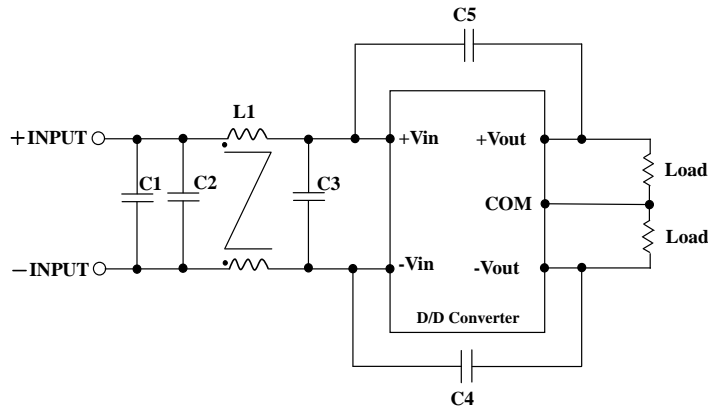 C5
L1
+INPUT
+Vin
+Vout
C1
C2
C3
Load
COM
Load
−INPUT
-Vin
-Vout
D/D Converter
C4